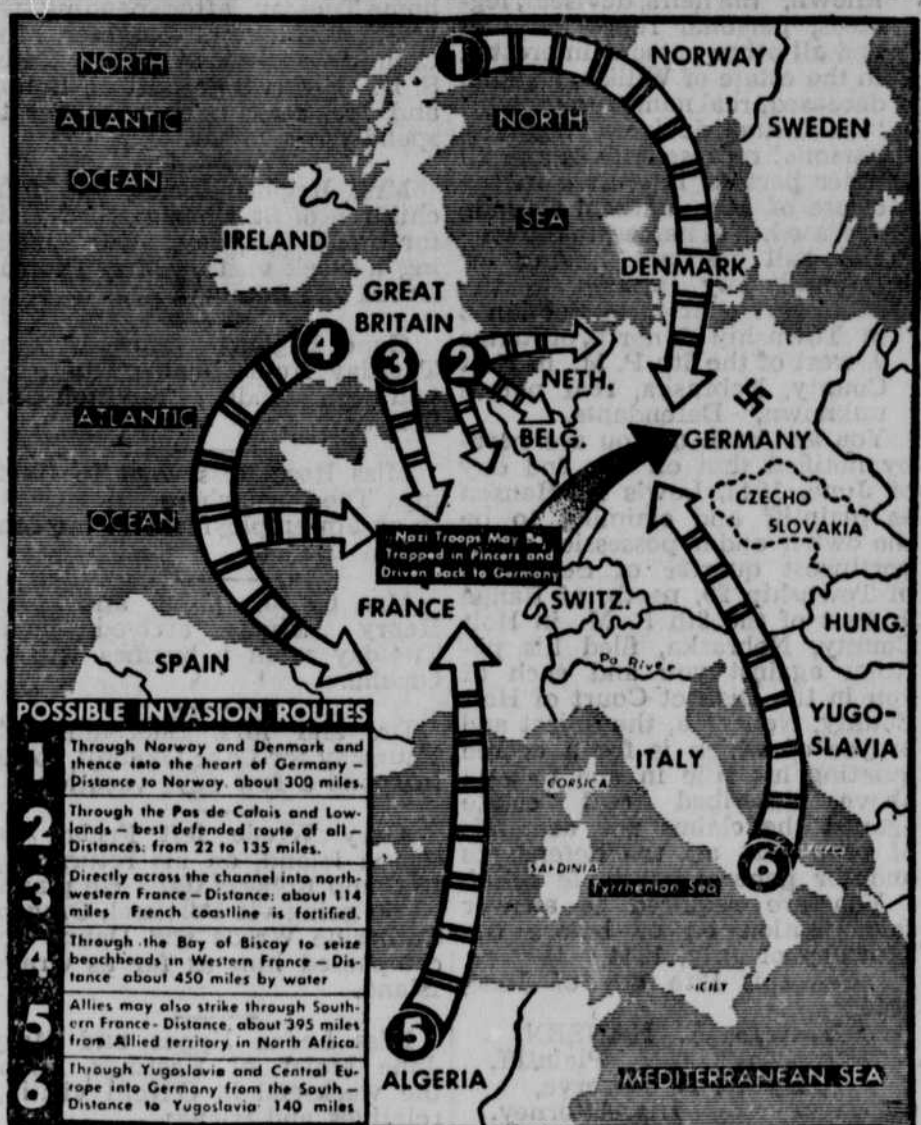 NORTH
ATLANTIC
OCEAN
1
NORWAY
SWEDEN
NORTH
SEA
IRELAND
DENMARK
GREAT
BRITAIN
4
3
2
NETH.
BELG.
GERMANY
ATLANTIC
OCEAN
CZECHO
SLOVAKIA
Nazi Troops May Be
Trapped in Pincers and
Driven Back to Germany
FRANCE
SWITZ.
HUNG.
SPAIN
Po River
YUGO-
SLAVIA
ITALY
CORSICA
SARDINIA
Tyrrhenian Sea
6
SICILY
5
ALGERIA
MEDITERRANEAN SEA
POSSIBLE INVASION ROUTES
1
Through Norway and Denmark and
thence into the heart of Germany –
Distance to Norway, about 300 miles.
2
Through the Pas de Calais and Low-
lands – best defended route of all –
Distances: from 22 to 135 miles.
3
Directly across the channel into north-
western France – Distance: about 114
miles French coastline is fortified.
4
Through the Bay of Biscay to seize
beachheads in Western France – Dis-
tance about 450 miles by water
5
Allies may also strike through South-
ern France - Distance, about 395 miles
from Allied territory in North Africa.
6
Through Yugoslavia and Central Eu-
rope into Germany from the South –
Distance to Yugoslavia 140 miles